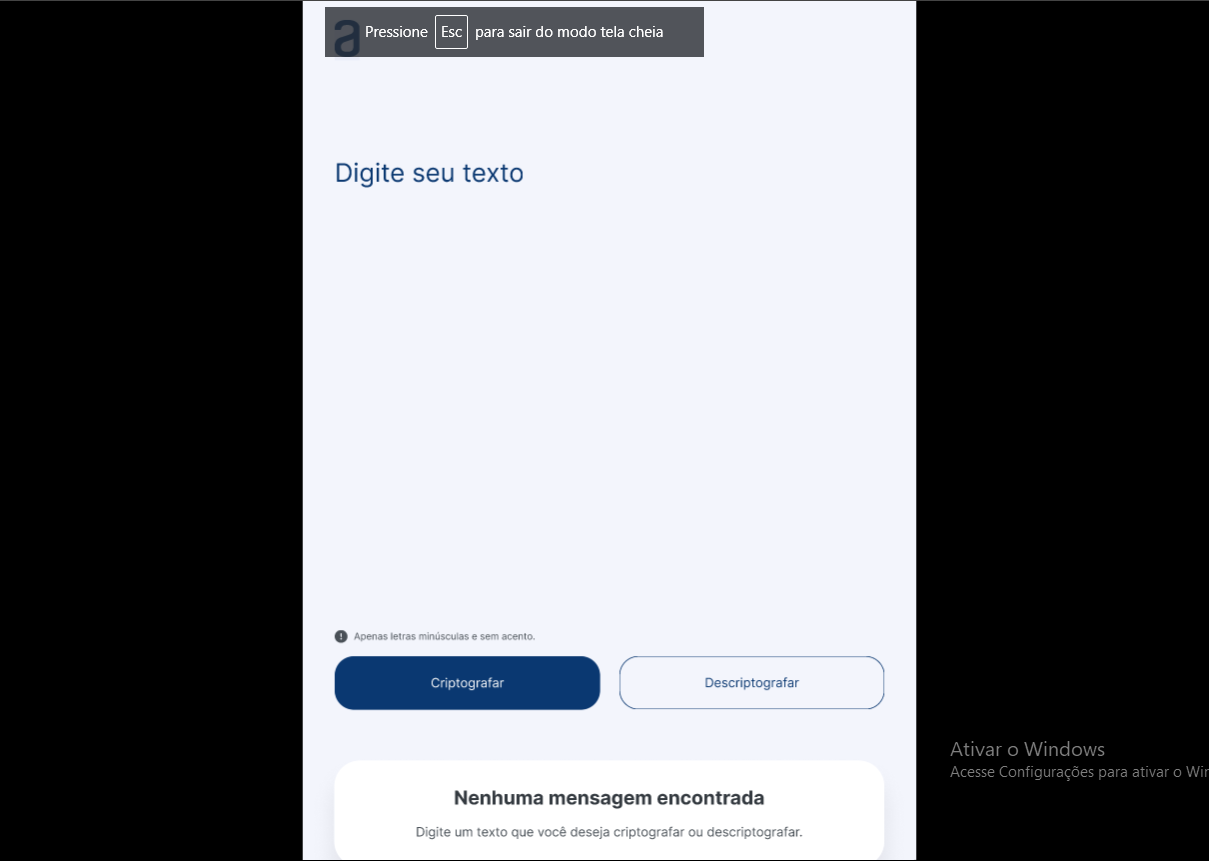 a
Pressione Esc para sair do modo tela cheia
Digite seu texto
Apenas letras minúsculas e sem acento.
Criptografar
Descriptografar
Ativar o Windows
Acesse Configurações para ativar o
Nenhuma mensagem encontrada
Digite um texto que você deseja criptografar ou descriptografar.